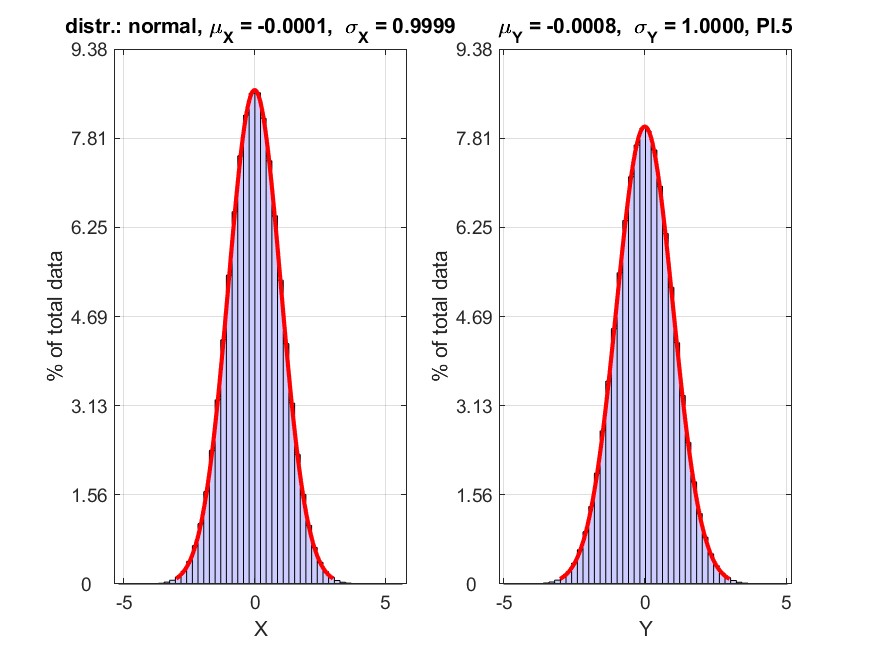 distr.: normal, μX = -0.0001, σX = 0.9999
9.38
7.81
6.25
4.69
3.13
1.56
0
% of total data
-5 0 5
X
μY = -0.0008, σY = 1.0000, Pl.5
9.38
7.81
6.25
4.69
3.13
1.56
0
% of total data
-5 0 5
Y